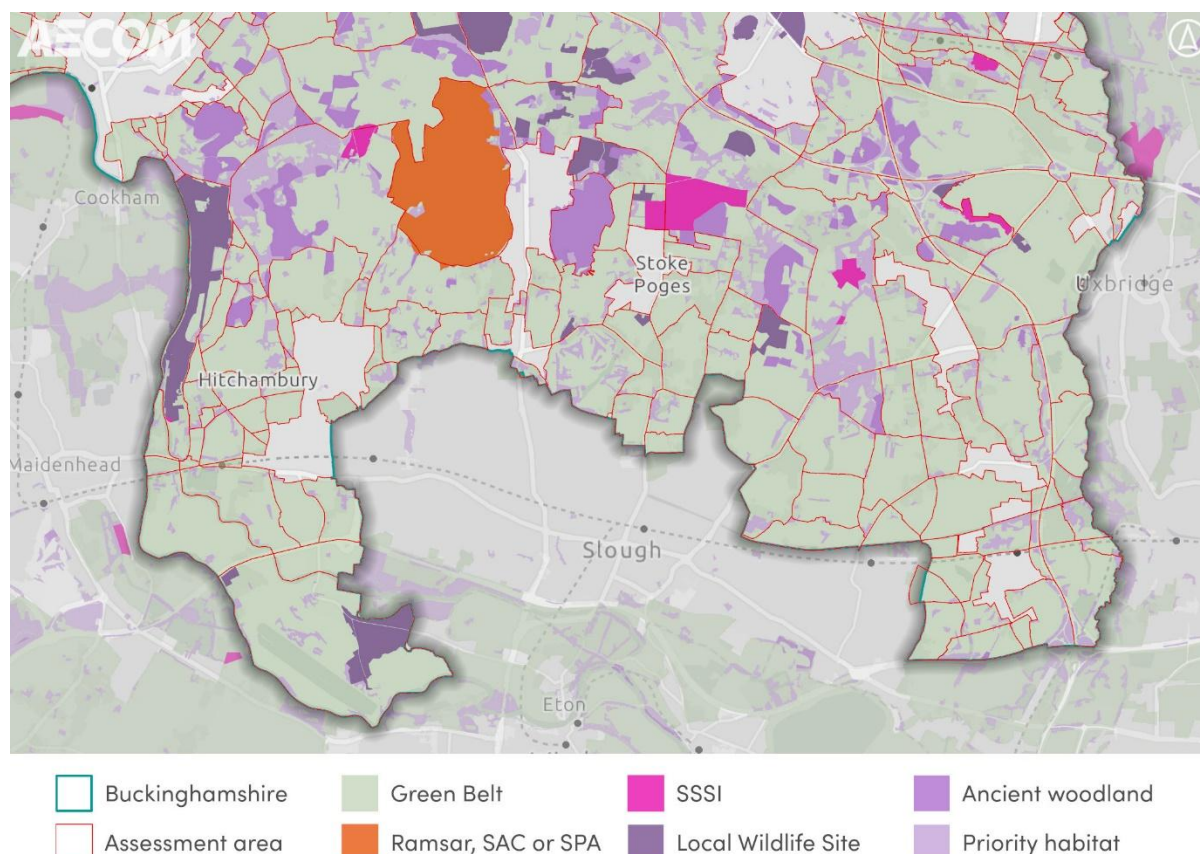 AECOM
Cookham
Stoke
Poges
Uxbridge
Hitchambury
Maidenhead
Slough
Eton
Buckinghamshire
Green Belt
SSSI
Ancient woodland
Assessment area
Ramsar, SAC or SPA
Local Wildlife Site
Priority habitat